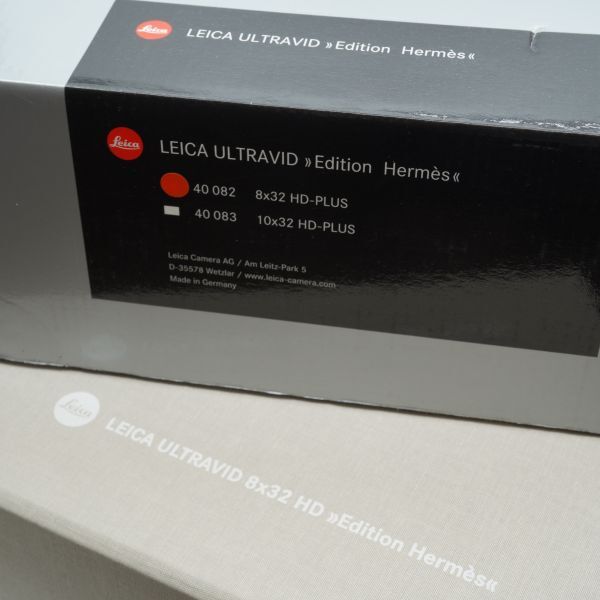 Leica LEICA ULTRAVID »Edition Hermès«
Leica LEICA ULTRAVID »Edition Hermès«
40 082 8x32 HD-PLUS
40 083 10x32 HD-PLUS
Leica Camera AG / Am Leitz-Park 5
D-35578 Wetzlar / www.leica-camera.com
Made in Germany
Leica LEICA ULTRAVID 8x32 HD »Edition Hermès«